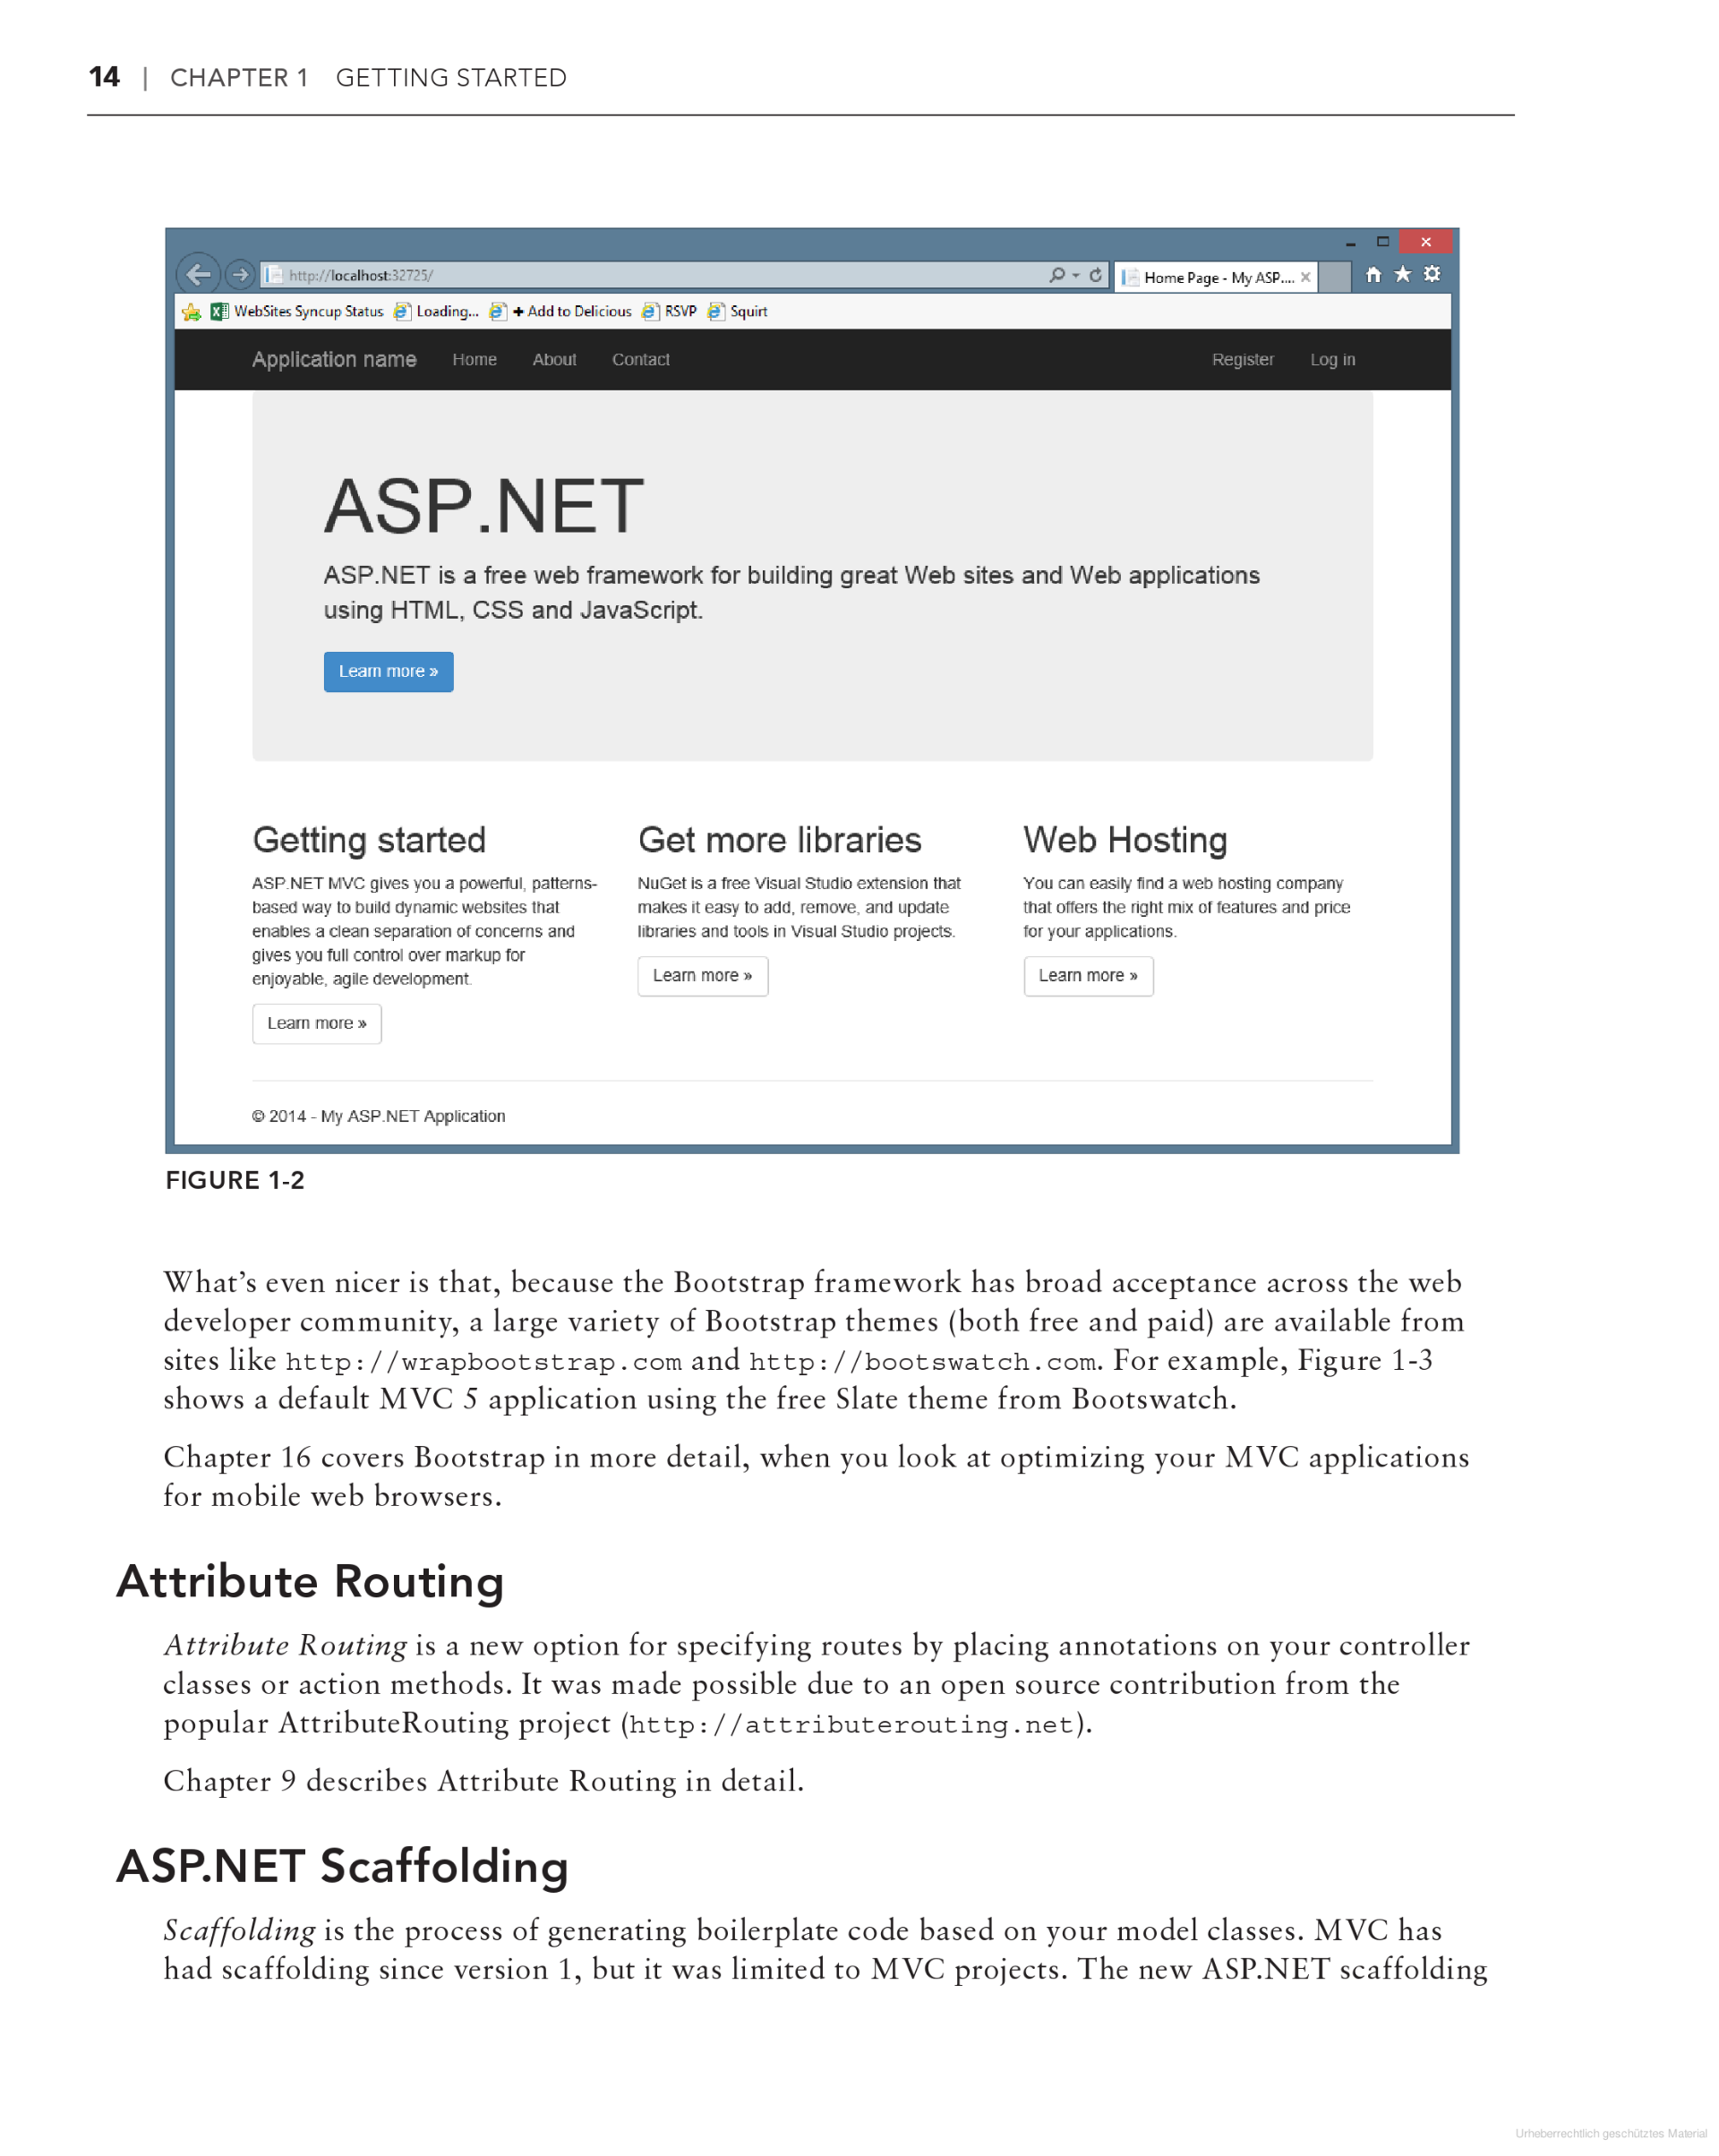 14 | CHAPTER 1 GETTING STARTED
http://localhost:32725/
Home Page - My ASP....
WebSites Syncup Status Loading... + Add to Delicious RSVP Squirt
Application name Home About Contact Register Log in
ASP.NET
ASP.NET is a free web framework for building great Web sites and Web applications
using HTML, CSS and JavaScript.
Learn more »
Getting started
ASP.NET MVC gives you a powerful, patterns-
based way to build dynamic websites that
enables a clean separation of concerns and
gives you full control over markup for
enjoyable, agile development.
Learn more »
Get more libraries
NuGet is a free Visual Studio extension that
makes it easy to add, remove, and update
libraries and tools in Visual Studio projects.
Learn more »
Web Hosting
You can easily find a web hosting company
that offers the right mix of features and price
for your applications.
Learn more »
© 2014 - My ASP.NET Application
FIGURE 1-2
What’s even nicer is that, because the Bootstrap framework has broad acceptance across the web
developer community, a large variety of Bootstrap themes (both free and paid) are available from
sites like http://wrapbootstrap.com and http://bootswatch.com. For example, Figure 1-3
shows a default MVC 5 application using the free Slate theme from Bootswatch.
Chapter 16 covers Bootstrap in more detail, when you look at optimizing your MVC applications
for mobile web browsers.
Attribute Routing
Attribute Routing is a new option for specifying routes by placing annotations on your controller
classes or action methods. It was made possible due to an open source contribution from the
popular AttributeRouting project (http://attributerouting.net).
Chapter 9 describes Attribute Routing in detail.
ASP.NET Scaffolding
Scaffolding is the process of generating boilerplate code based on your model classes. MVC has
had scaffolding since version 1, but it was limited to MVC projects. The new ASP.NET scaffolding
Urheberrechtlich geschütztes Material